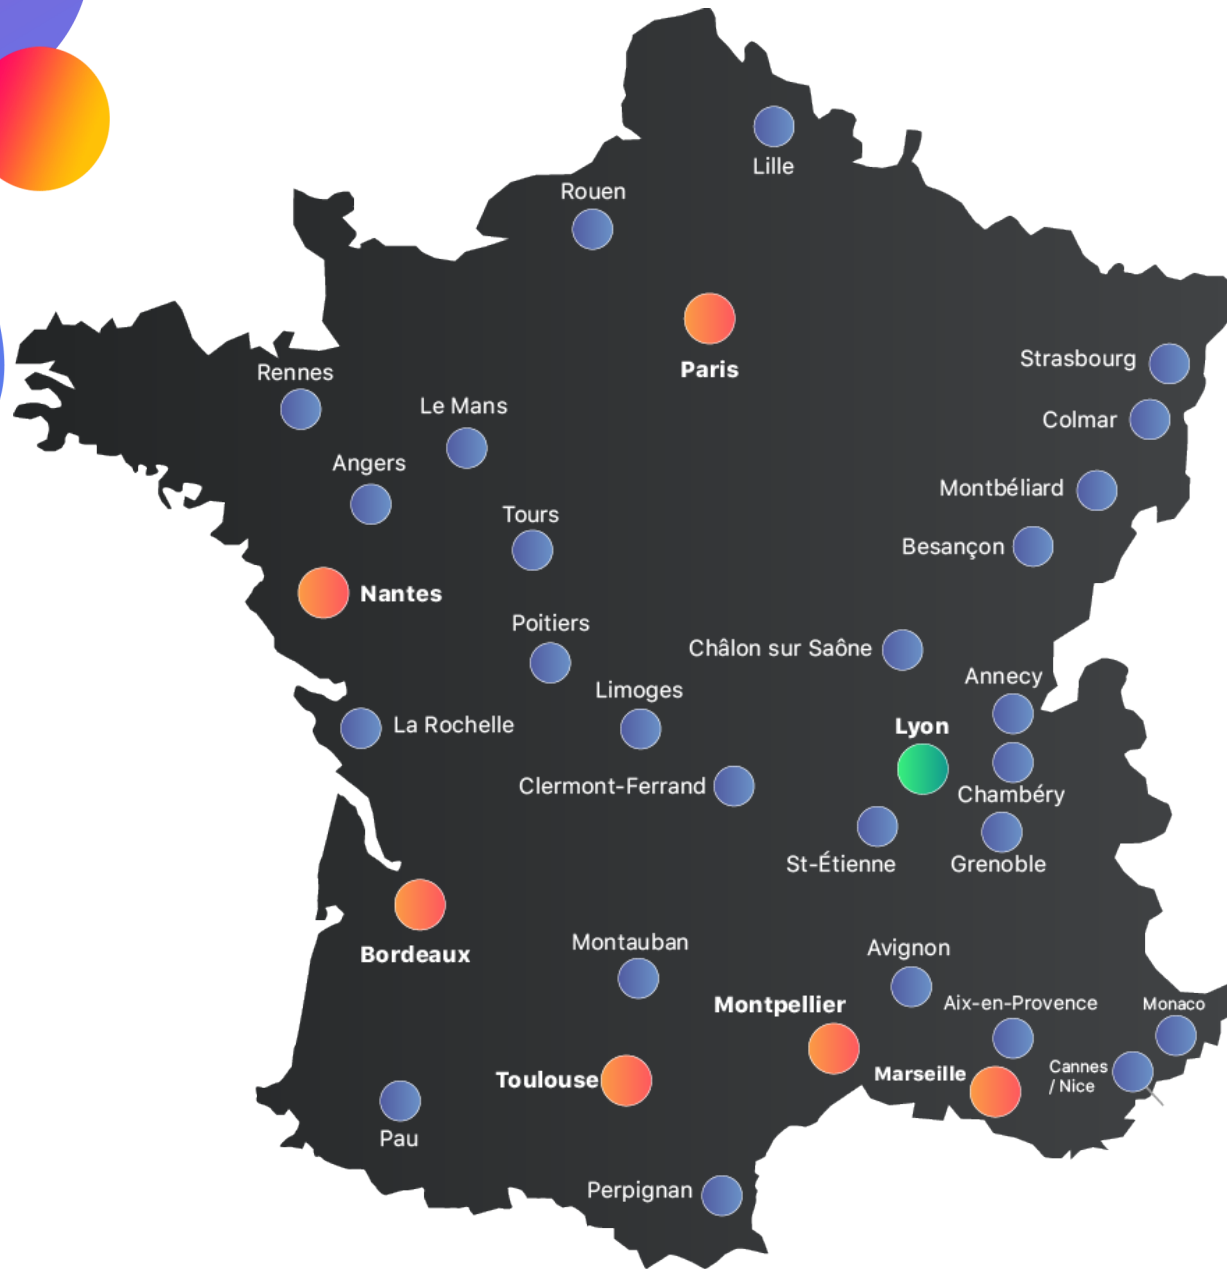 Lille
Rouen
Paris
Strasbourg
Rennes
Le Mans
Colmar
Angers
Montbéliard
Tours
Besançon
Nantes
Poitiers
Châlon sur Saône
Annecy
Limoges
La Rochelle
Lyon
Clermont-Ferrand
Chambéry
St-Étienne
Grenoble
Bordeaux
Montauban
Avignon
Montpellier
Aix-en-Provence
Monaco
Toulouse
Marseille
Cannes
/ Nice
Pau
Perpignan